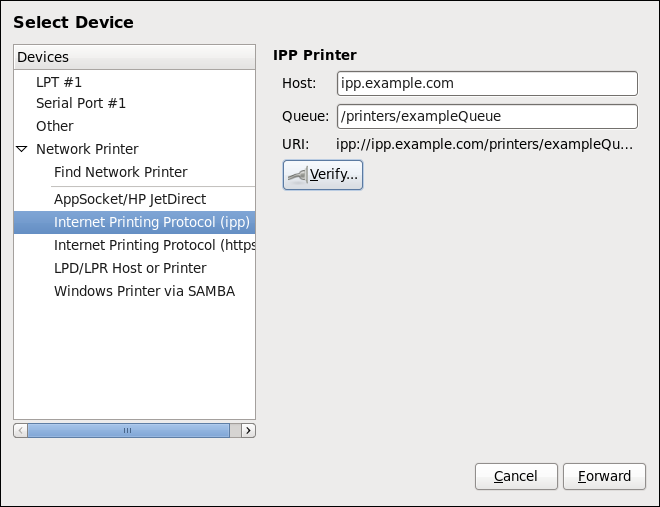 Select Device
Devices
LPT #1
Serial Port #1
Other
Network Printer
Find Network Printer
AppSocket/HP JetDirect
Internet Printing Protocol (ipp)
Internet Printing Protocol (https
LPD/LPR Host or Printer
Windows Printer via SAMBA
IPP Printer
Host: ipp.example.com
Queue: /printers/exampleQueue
URI: ipp://ipp.example.com/printers/exampleQu...
Verify...
Cancel Forward